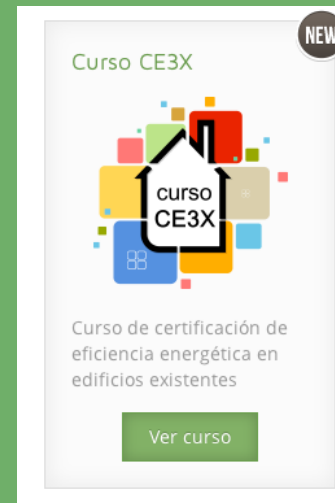 NEW
Curso CE3X
curso
CE3X
Curso de certificación de
eficiencia energética en
edificios existentes
Ver curso